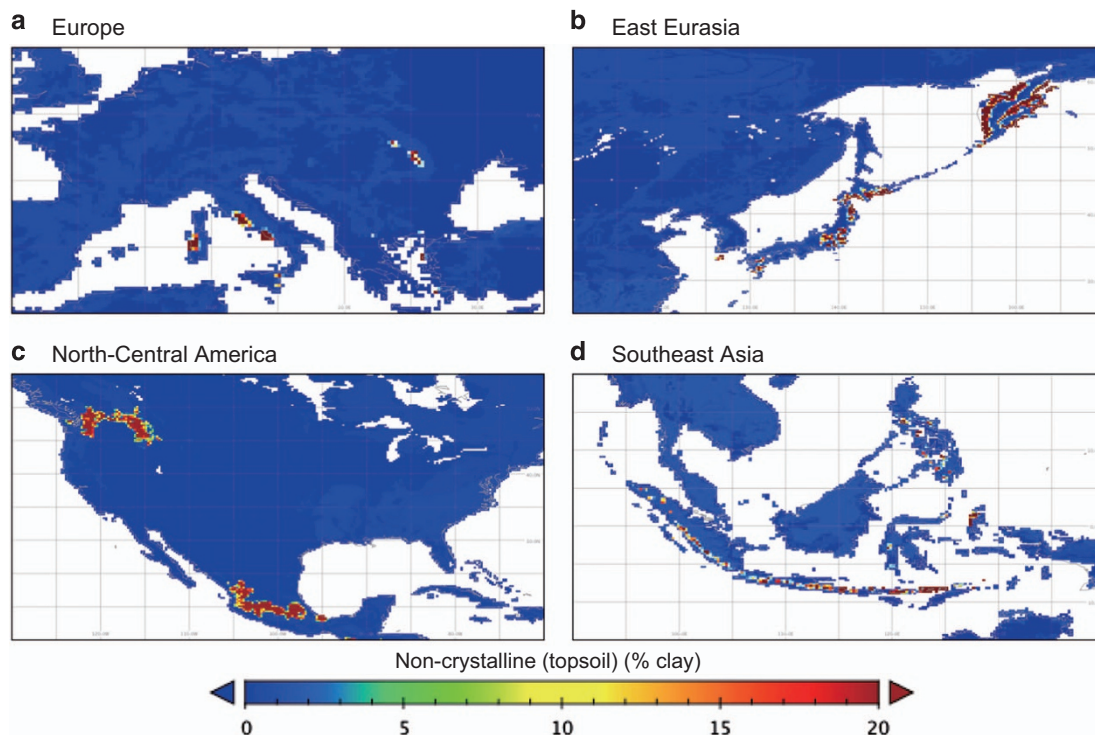 a Europe
b East Eurasia
c North-Central America
d Southeast Asia
Non-crystalline (topsoil) (% clay)
0 5 10 15 20